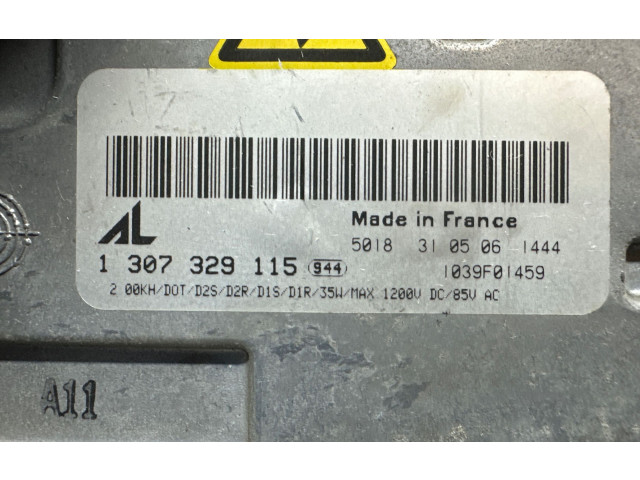 AL
Made in France
5018 31 05 06 1444
1 307 329 115 944
1039F01459
2 00KH/DOT/D2S/D2R/D1S/D1R/35W/MAX 1200V DC/85V AC
A11